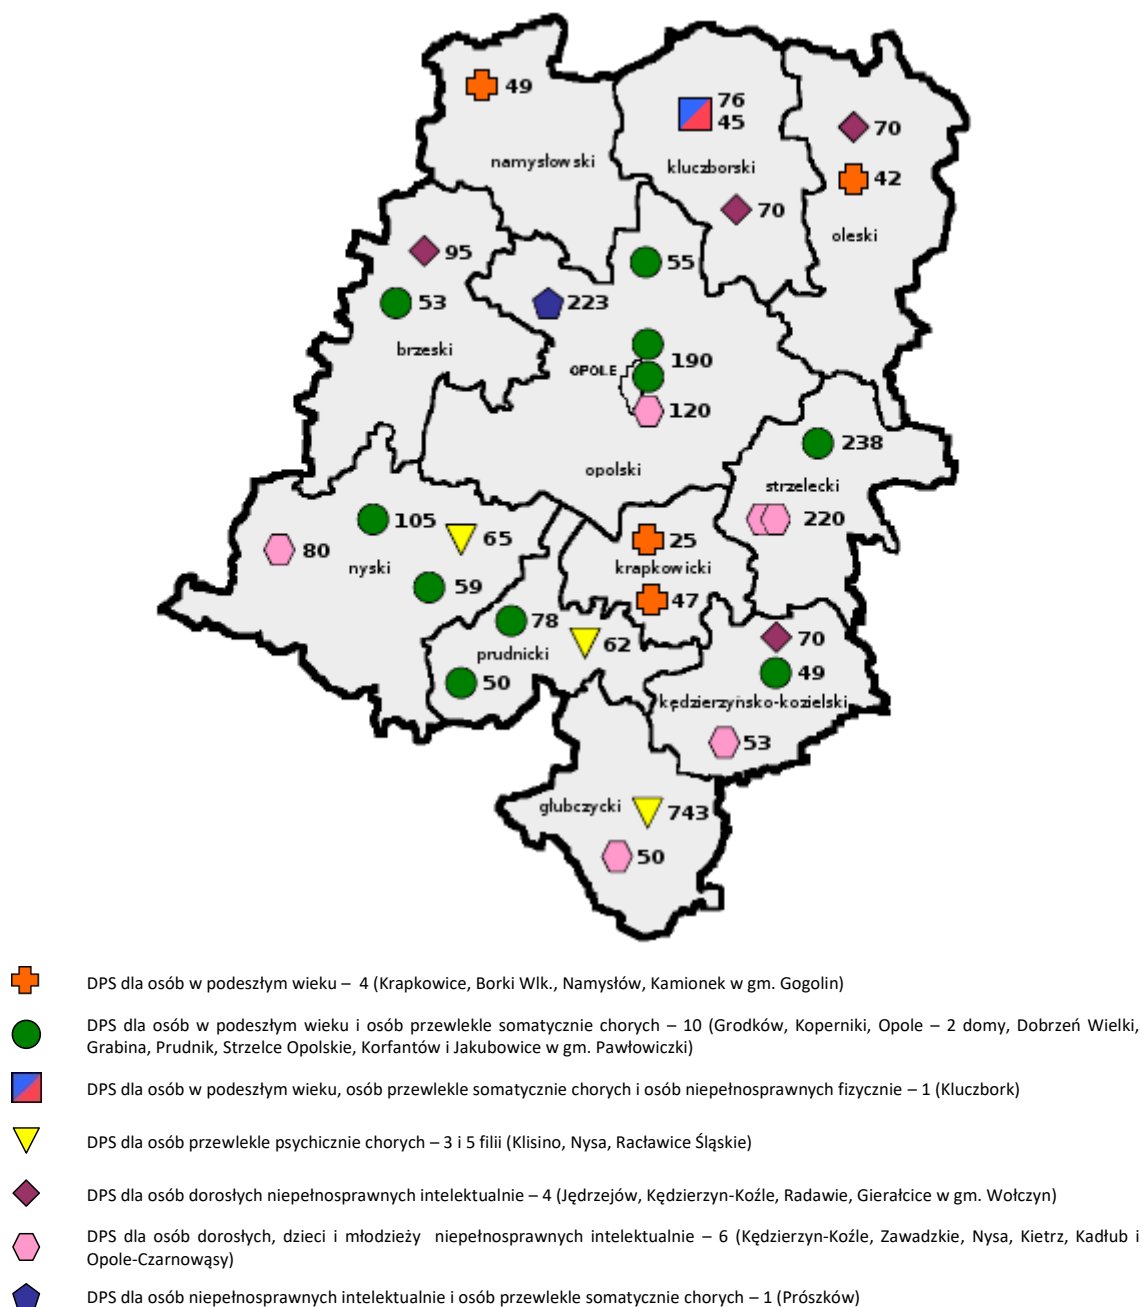 49
76
45
70
42
namysłowski
kluczborski
70
oleski
95
55
53
223
brzeski
OPOLE
190
120
opolski
238
strzelecki
220
105
65
80
nyski
59
25
krapkowicki
47
78
prudnicki
62
50
70
49
kędzierzyńsko-kozielski
53
głubczycki
743
50
DPS dla osób w podeszłym wieku – 4 (Krapkowice, Borki Wlk., Namysłów, Kamionek w gm. Gogolin)
DPS dla osób w podeszłym wieku i osób przewlekle somatycznie chorych – 10 (Grodków, Koperniki, Opole – 2 domy, Dobrzeń Wielki,
Grabina, Prudnik, Strzelce Opolskie, Korfantów i Jakubowice w gm. Pawłowiczki)
DPS dla osób w podeszłym wieku, osób przewlekle somatycznie chorych i osób niepełnosprawnych fizycznie – 1 (Kluczbork)
DPS dla osób przewlekle psychicznie chorych – 3 i 5 filii (Klisino, Nysa, Racławice Śląskie)
DPS dla osób dorosłych niepełnosprawnych intelektualnie – 4 (Jędrzejów, Kędzierzyn-Koźle, Radawie, Gierałcice w gm. Wołczyn)
DPS dla osób dorosłych, dzieci i młodzieży niepełnosprawnych intelektualnie – 6 (Kędzierzyn-Koźle, Zawadzkie, Nysa, Kietrz, Kadłub i
Opole-Czarnowąsy)
DPS dla osób niepełnosprawnych intelektualnie i osób przewlekle somatycznie chorych – 1 (Prószków)